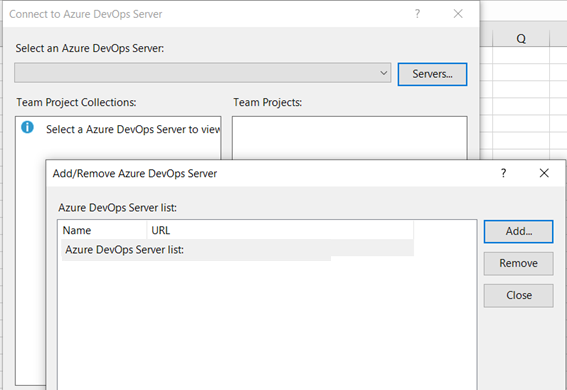 Connect to Azure DevOps Server ?
Q
Select an Azure DevOps Server:
Servers...
Team Project Collections: Team Projects:
Select a Azure DevOps Server to view
Add/Remove Azure DevOps Server ?
Azure DevOps Server list:
Name URL Add...
Azure DevOps Server list:
Remove
Close